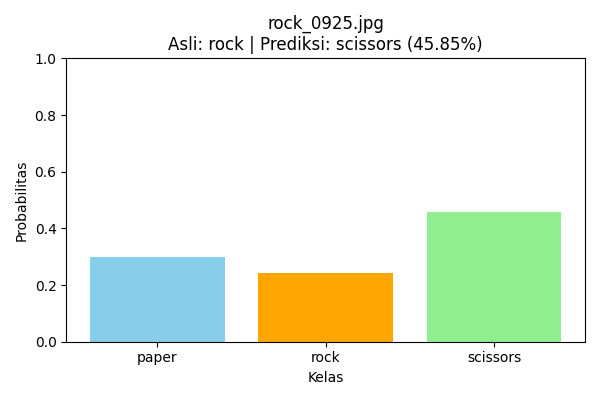 rock_0925.jpg
Asli: rock | Prediksi: scissors (45.85%)
1.0
0.8
0.6
0.4
0.2
0.0
Probabilitas
paper
rock
scissors
Kelas